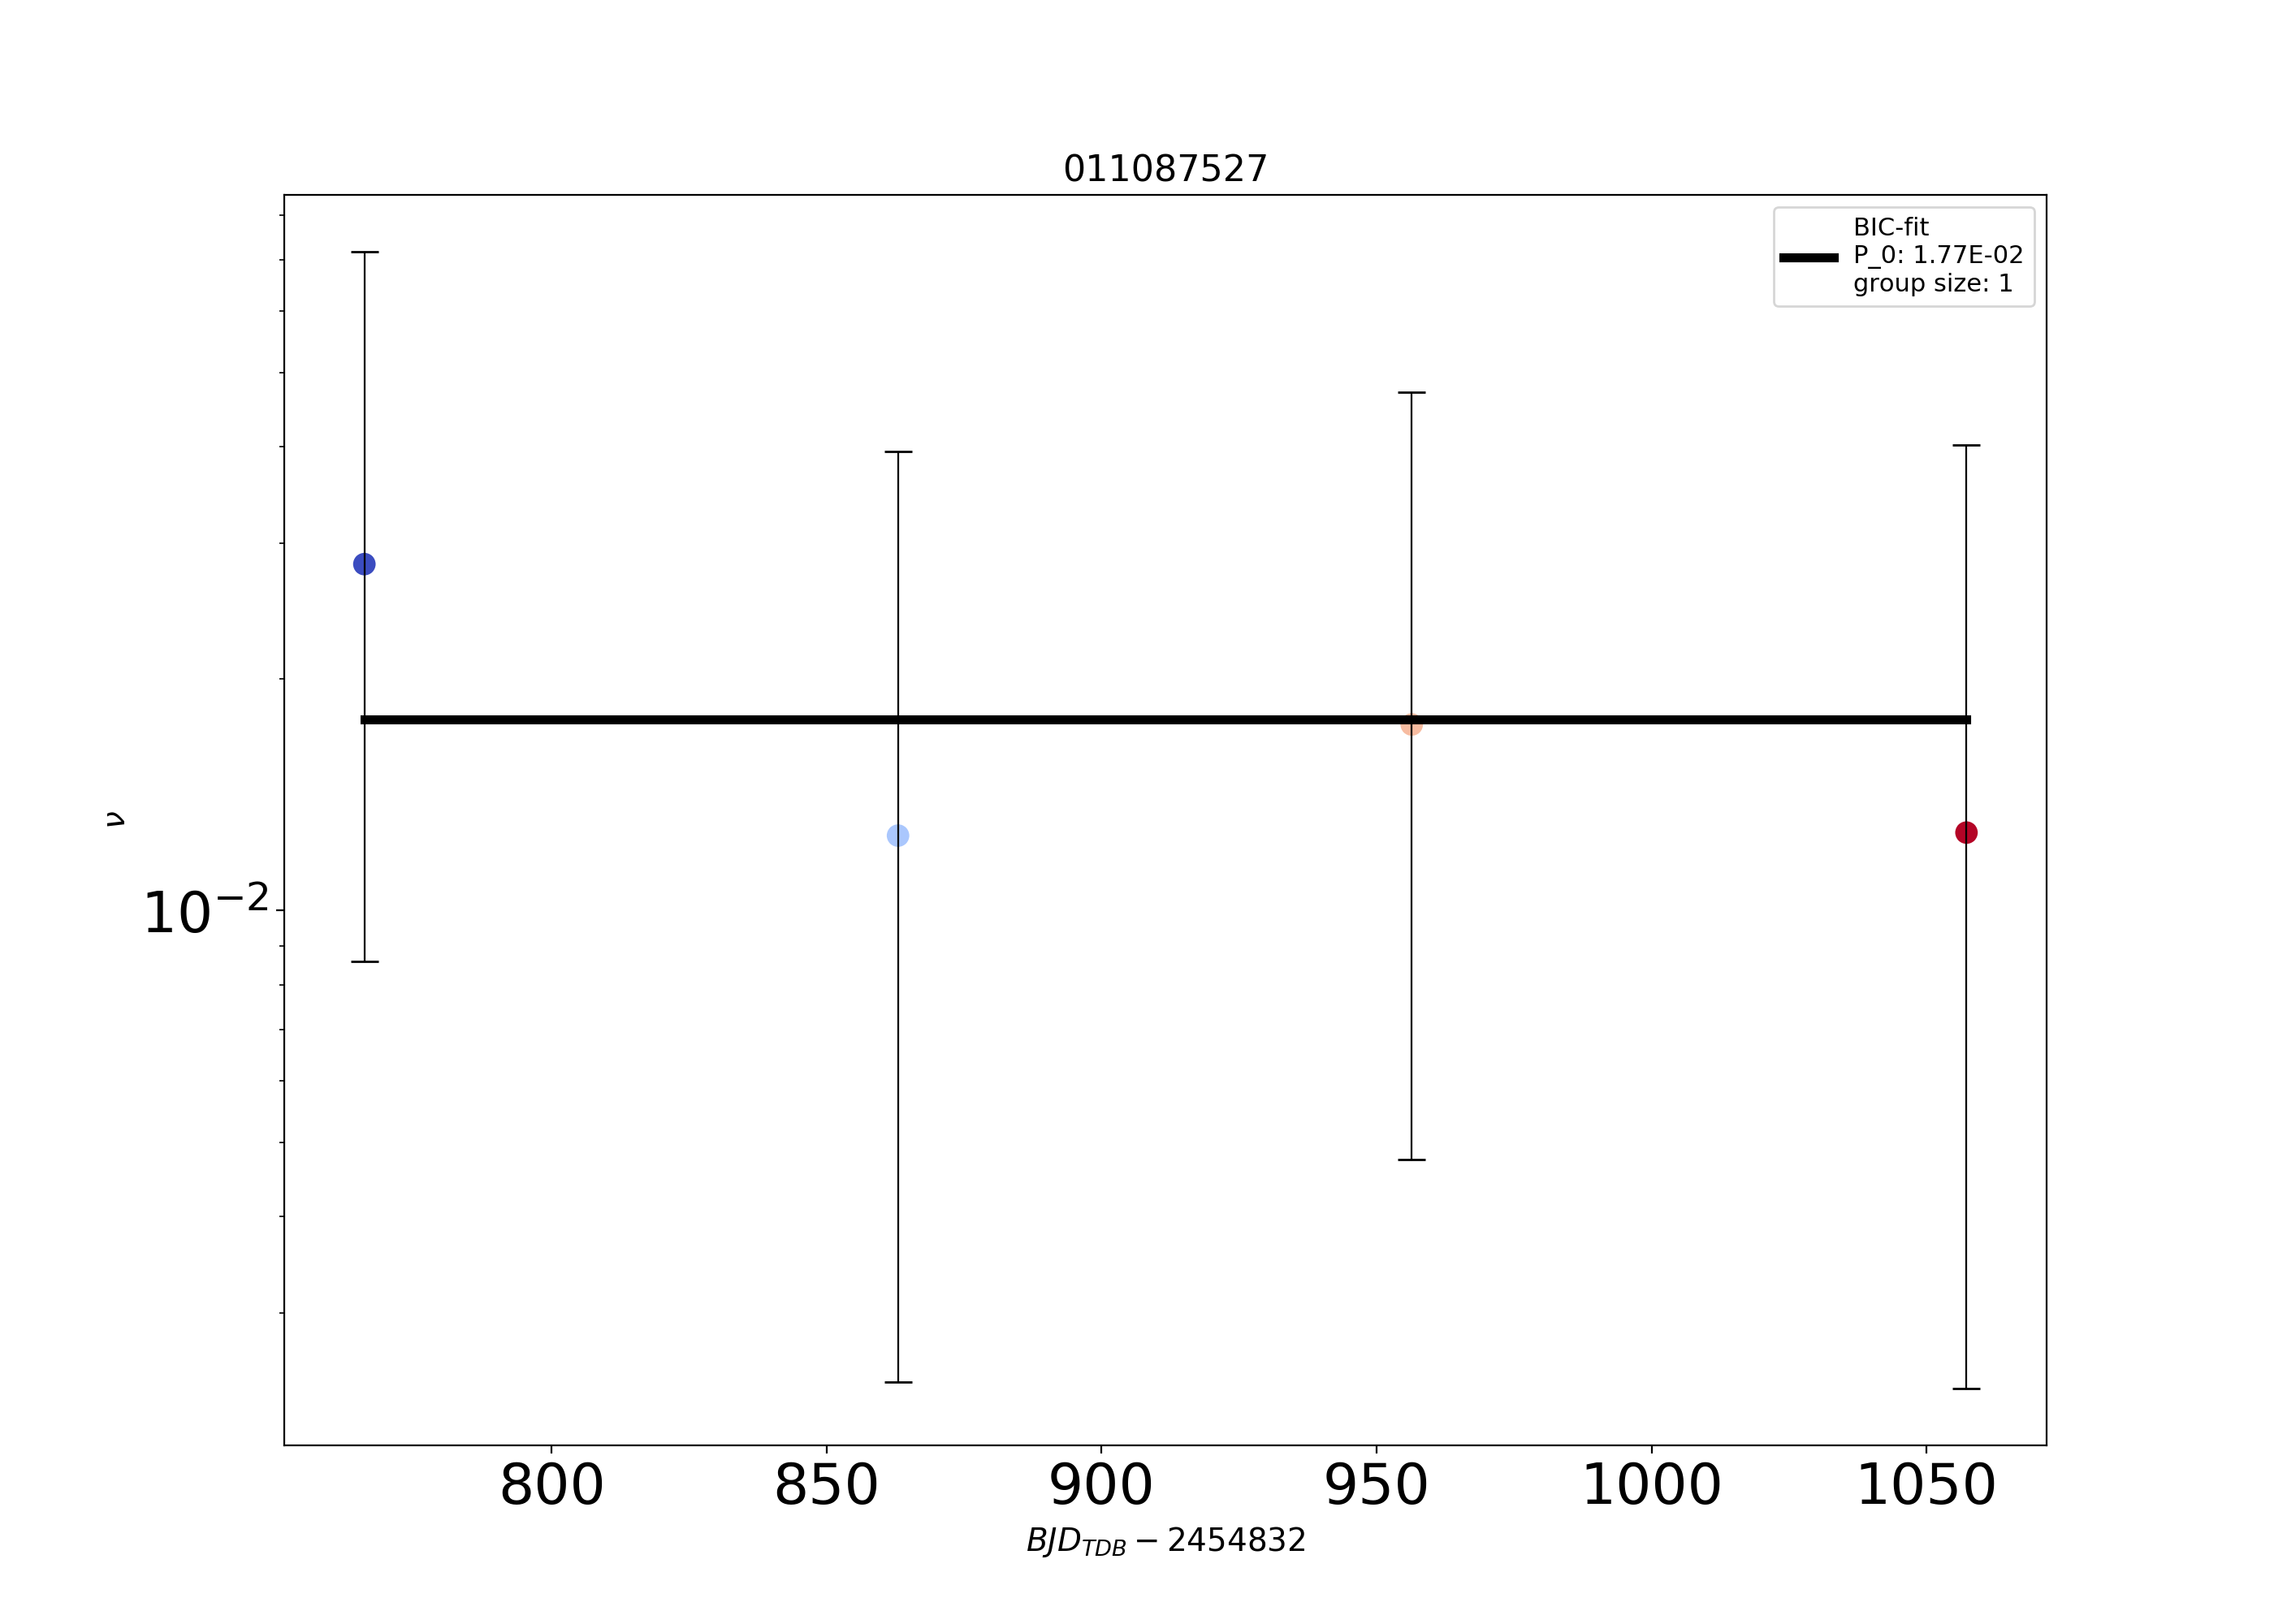 011087527
BIC-fit
P_0: 1.77E-02
group size: 1
ν
10⁻²
800 850 900 950 1000 1050
BJD_TDB − 2454832